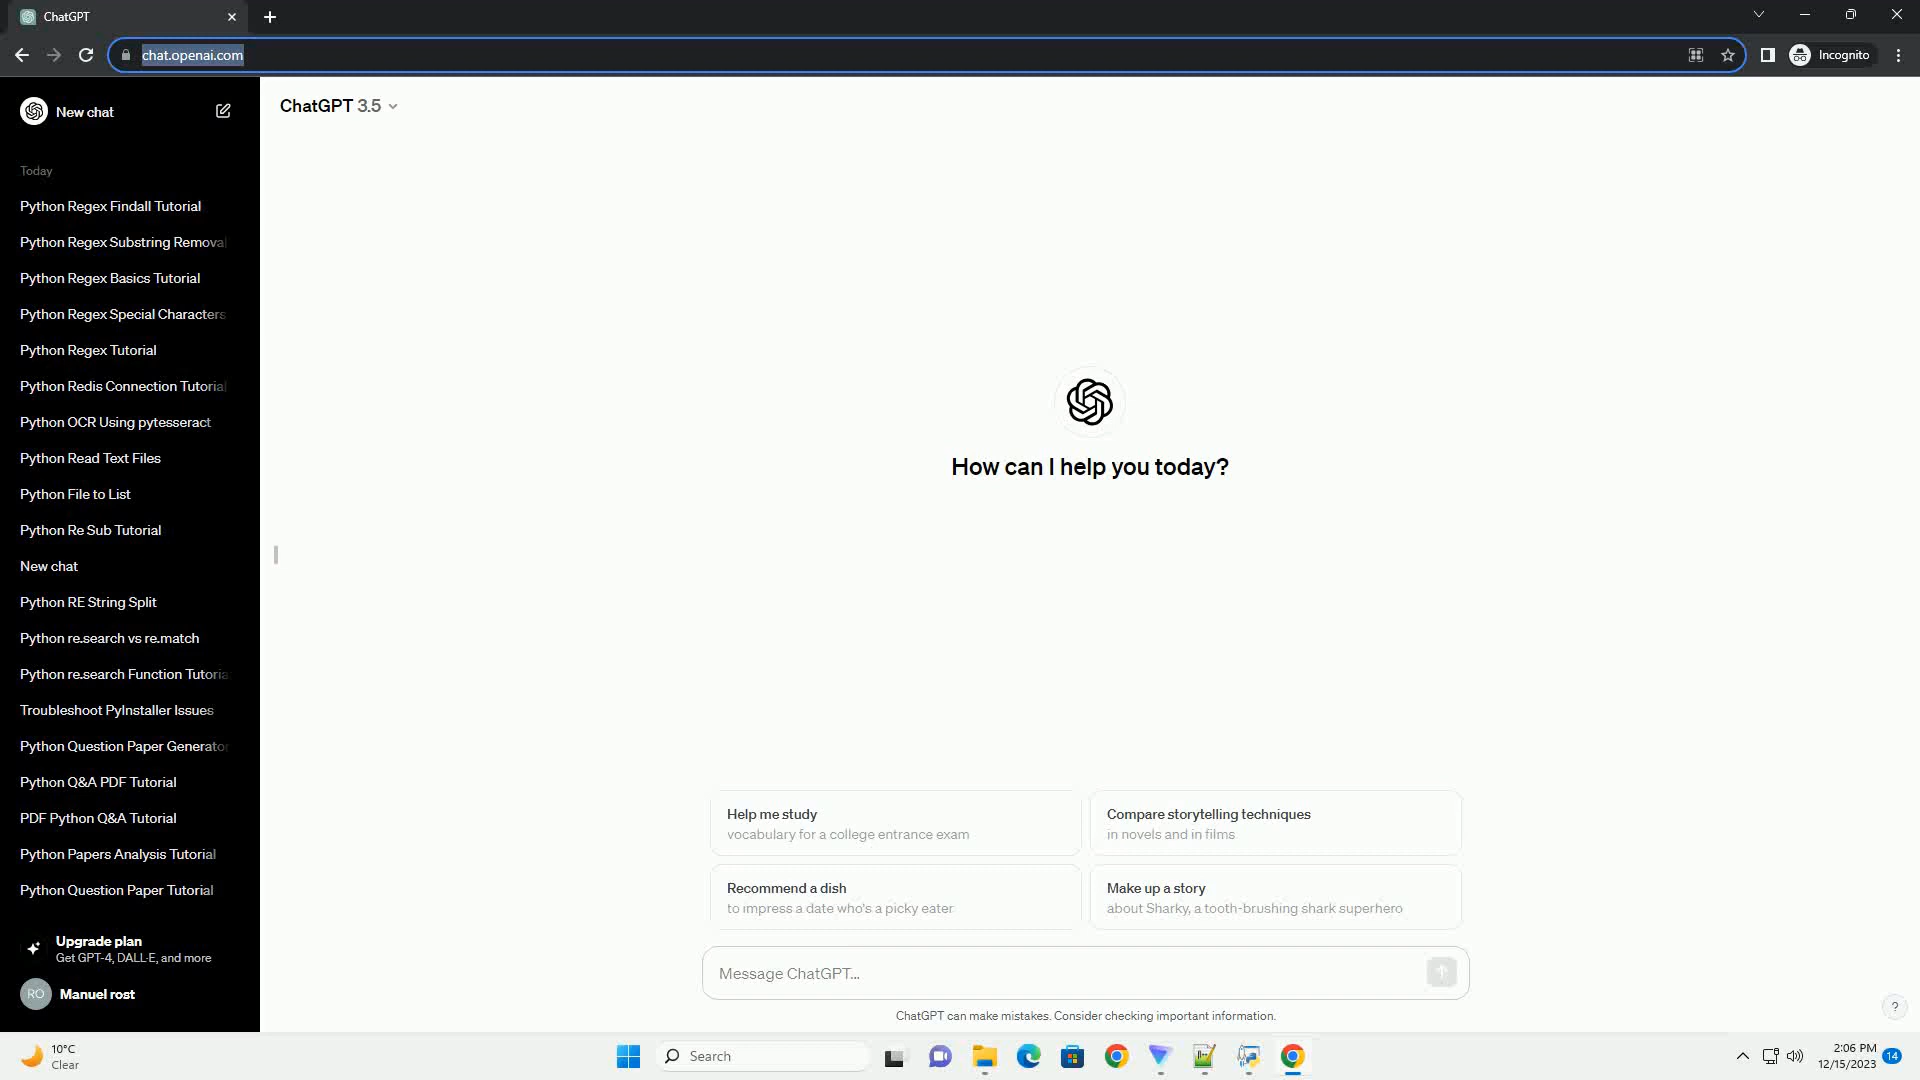 ChatGPT
chat.openai.com
Incognito
New chat
ChatGPT 3.5
Today
Python Regex Findall Tutorial
Python Regex Substring Removal
Python Regex Basics Tutorial
Python Regex Special Characters
Python Regex Tutorial
Python Redis Connection Tutorial
Python OCR Using pytesseract
Python Read Text Files
Python File to List
Python Re Sub Tutorial
New chat
Python RE String Split
Python re.search vs re.match
Python re.search Function Tutoria
Troubleshoot PyInstaller Issues
Python Question Paper Generator
Python Q&A PDF Tutorial
PDF Python Q&A Tutorial
Python Papers Analysis Tutorial
Python Question Paper Tutorial
Upgrade plan
Get GPT-4, DALL·E, and more
RO
Manuel rost
How can I help you today?
Help me study
vocabulary for a college entrance exam
Compare storytelling techniques
in novels and in films
Recommend a dish
to impress a date who's a picky eater
Make up a story
about Sharky, a tooth-brushing shark superhero
Message ChatGPT...
ChatGPT can make mistakes. Consider checking important information.
?
10°C
Clear
Search
2:06 PM
12/15/2023
14